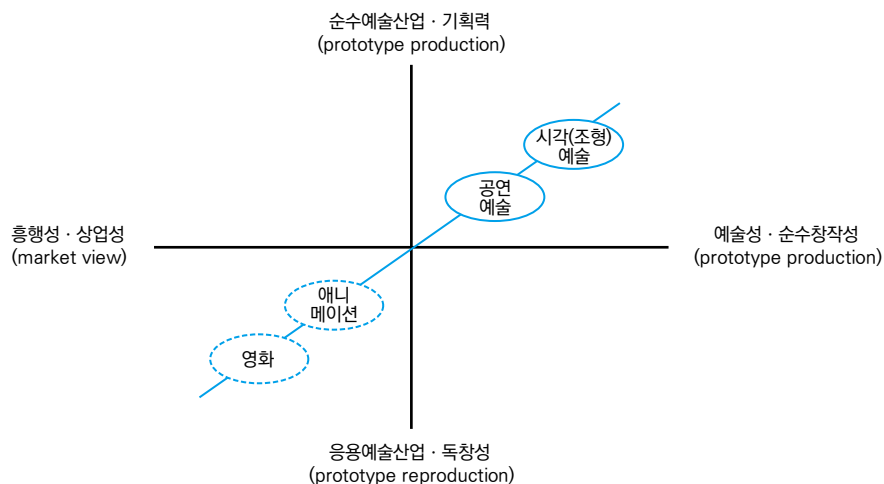 순수예술산업 · 기획력
(prototype production)
시각(조형)
예술
공연
예술
흥행성 · 상업성
(market view)
예술성 · 순수창작성
(prototype production)
애니
메이션
영화
응용예술산업 · 독창성
(prototype reproduction)